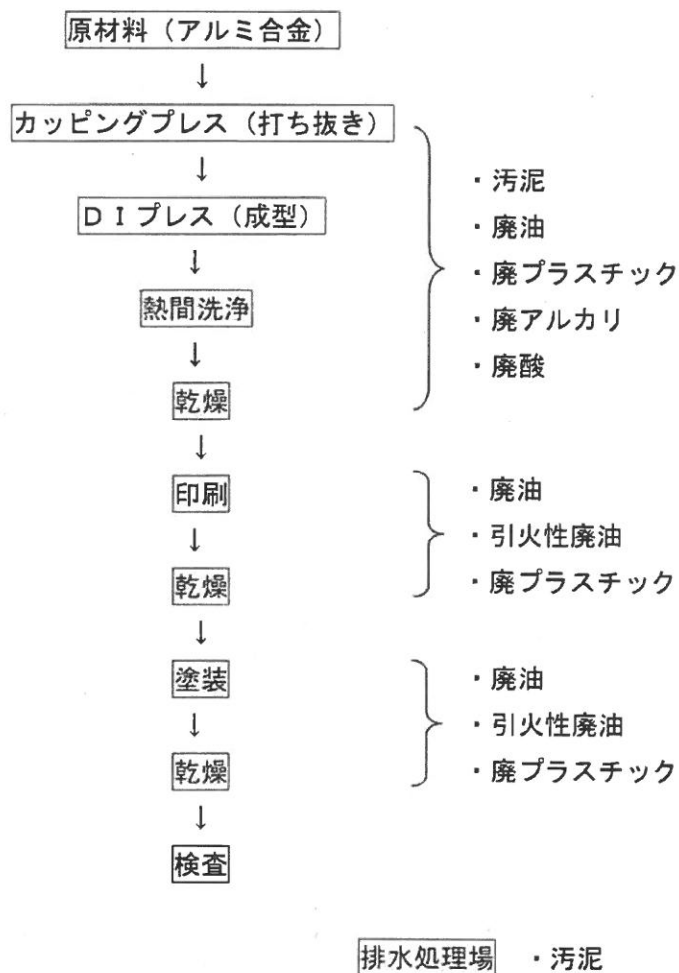 原材料（アルミ合金）
↓
カッピングプレス（打ち抜き）
↓
ＤＩプレス（成型）
↓
熱間洗浄
↓
乾燥
・汚泥
・廃油
・廃プラスチック
・廃アルカリ
・廃酸
↓
印刷
↓
乾燥
・廃油
・引火性廃油
・廃プラスチック
↓
塗装
↓
乾燥
・廃油
・引火性廃油
・廃プラスチック
↓
検査
排水処理場 ・汚泥